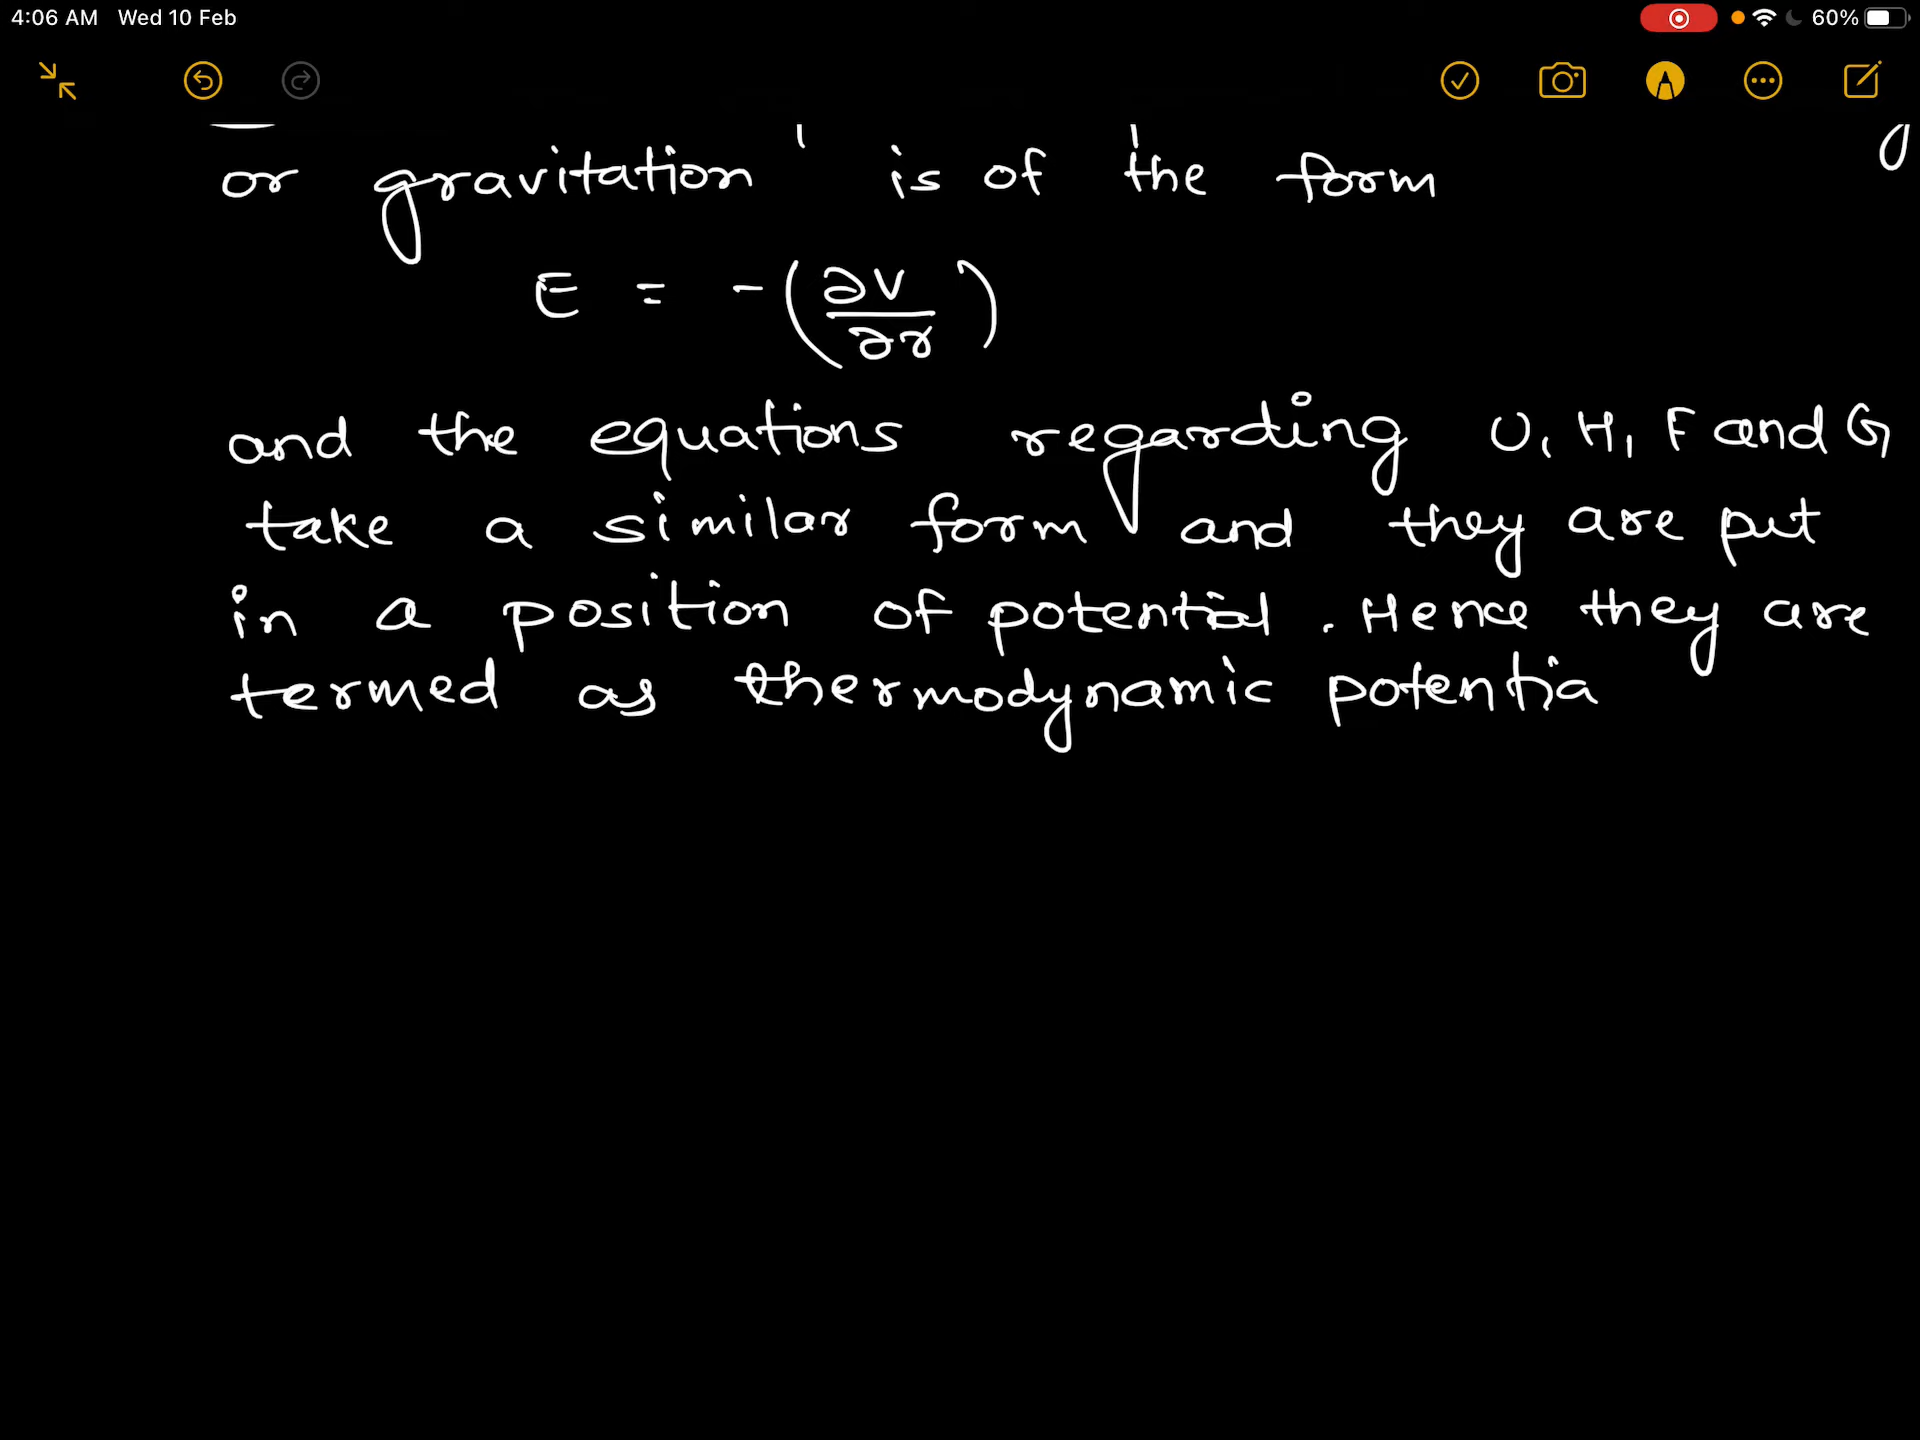 4:06 AM Wed 10 Feb 60%
or gravitation is of the form
E = -(∂V/∂r)
and the equations regarding U, H, F and G
take a similar form and they are put
in a position of potential. Hence they are
termed as thermodynamic potentia